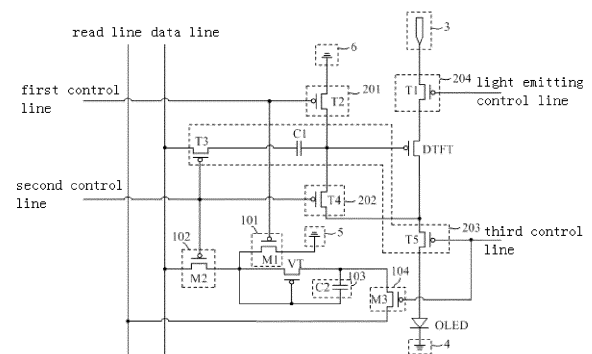 read line data line
3
6
first control
line
201
T2
T1
204
light emitting
control line
T3
C1
DTFT
second control
line
T4
202
101
5
T5
203
third control
line
102
M1
VT
M2
C2
103
104
M3
OLED
4